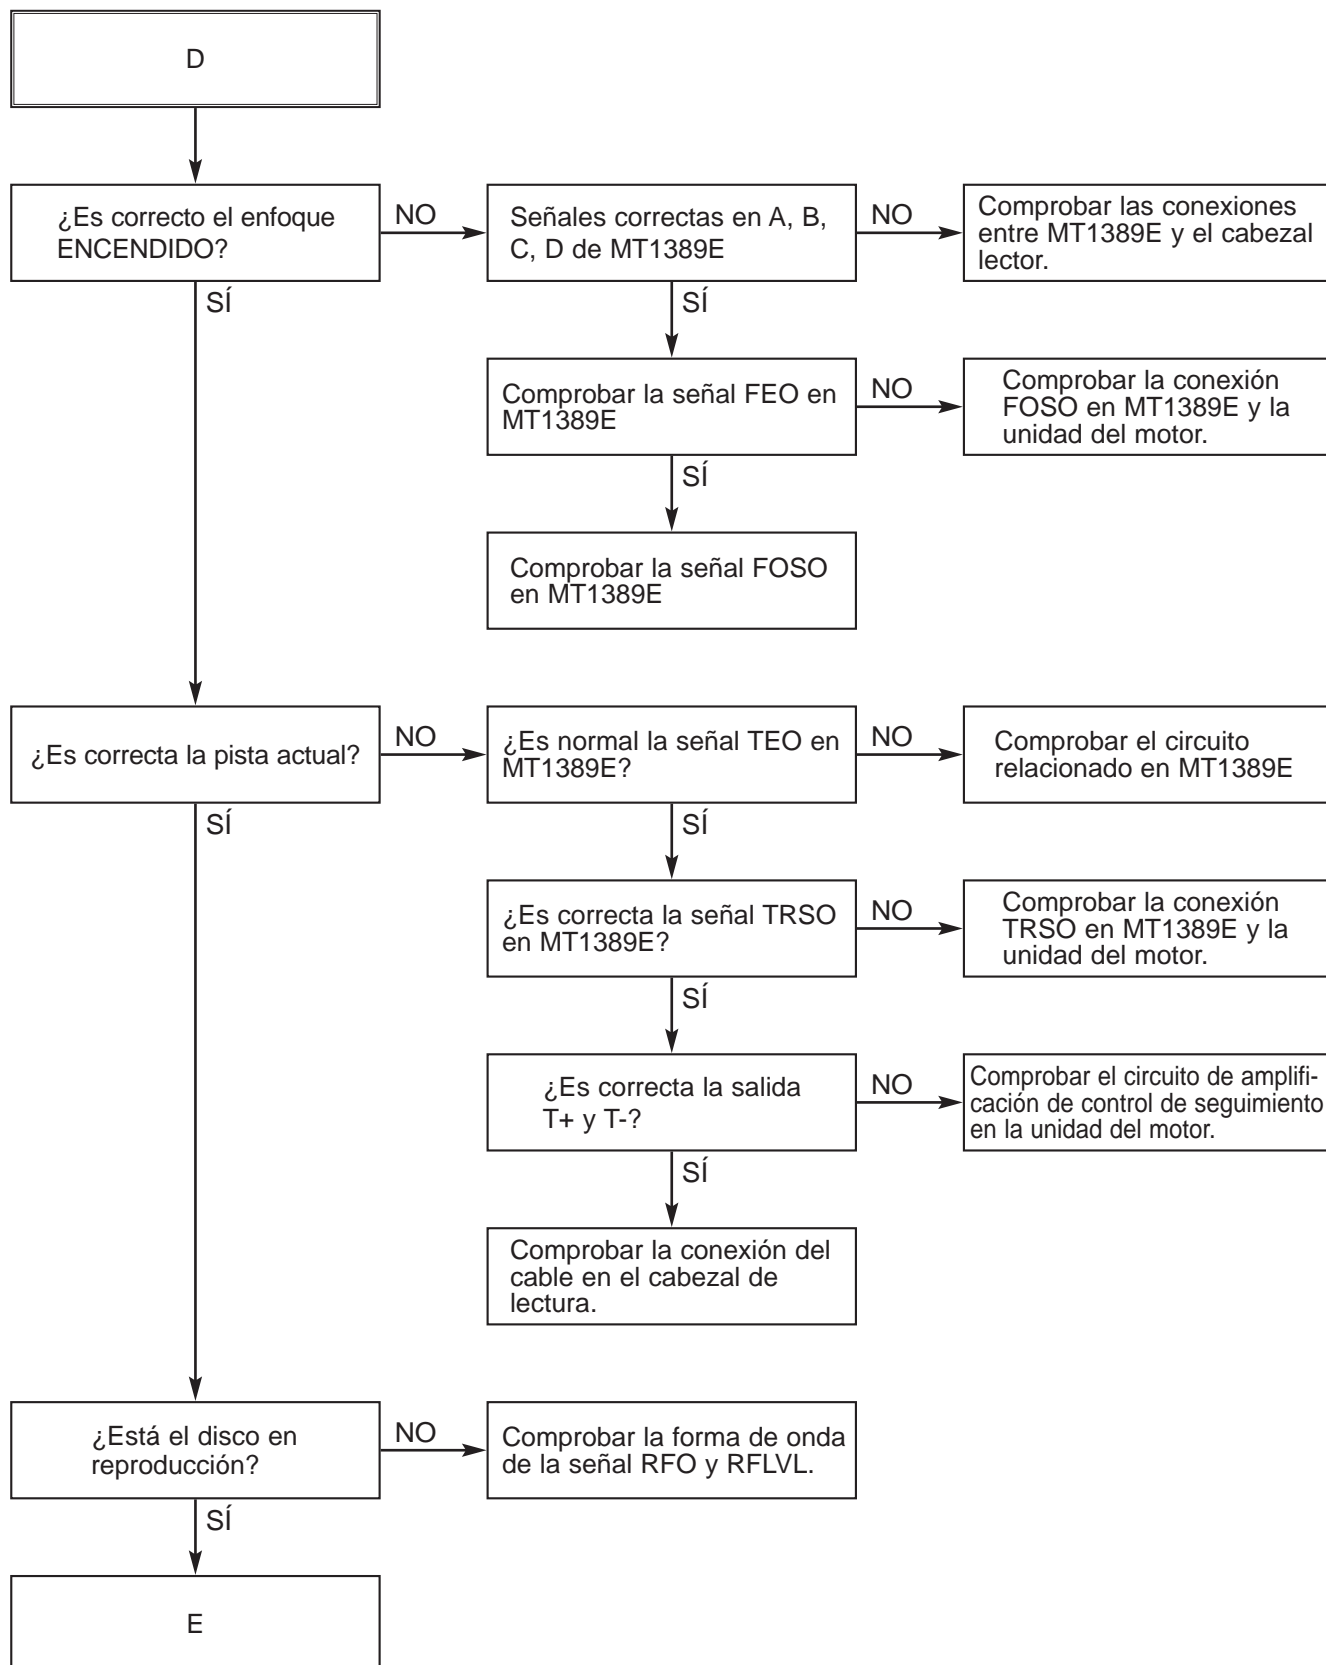 D
¿Es correcto el enfoque
ENCENDIDO?
NO
Señales correctas en A, B,
C, D de MT1389E
NO
Comprobar las conexiones
entre MT1389E y el cabezal
lector.
SÍ
SÍ
Comprobar la señal FEO en
MT1389E
NO
Comprobar la conexión
FOSO en MT1389E y la
unidad del motor.
SÍ
Comprobar la señal FOSO
en MT1389E
¿Es correcta la pista actual?
NO
¿Es normal la señal TEO en
MT1389E?
NO
Comprobar el circuito
relacionado en MT1389E
SÍ
SÍ
¿Es correcta la señal TRSO
en MT1389E?
NO
Comprobar la conexión
TRSO en MT1389E y la
unidad del motor.
SÍ
¿Es correcta la salida
T+ y T-?
NO
Comprobar el circuito de amplifi-
cación de control de seguimiento
en la unidad del motor.
SÍ
Comprobar la conexión del
cable en el cabezal de
lectura.
¿Está el disco en
reproducción?
NO
Comprobar la forma de onda
de la señal RFO y RFLVL.
SÍ
E